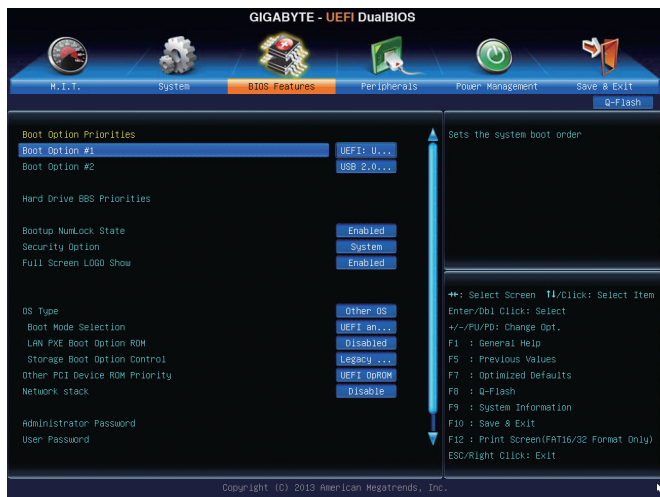 GIGABYTE - UEFI DualBIOS
M.I.T.
System
BIOS Features
Peripherals
Power Management
Save & Exit
Q-Flash
Boot Option Priorities
Boot Option #1 UEFI: U...
Boot Option #2 USB 2.0...
Hard Drive BBS Priorities
Bootup NumLock State Enabled
Security Option System
Full Screen LOGO Show Enabled
OS Type Other OS
Boot Mode Selection UEFI an...
LAN PXE Boot Option ROM Disabled
Storage Boot Option Control Legacy ...
Other PCI Device ROM Priority UEFI OpROM
Network stack Disable
Administrator Password
User Password
Sets the system boot order
→←: Select Screen ↑↓/Click: Select Item
Enter/Dbl Click: Select
+/-/PU/PD: Change Opt.
F1 : General Help
F5 : Previous Values
F7 : Optimized Defaults
F8 : Q-Flash
F9 : System Information
F10 : Save & Exit
F12 : Print Screen(FAT16/32 Format Only)
ESC/Right Click: Exit
Copyright (C) 2013 American Megatrends, Inc.